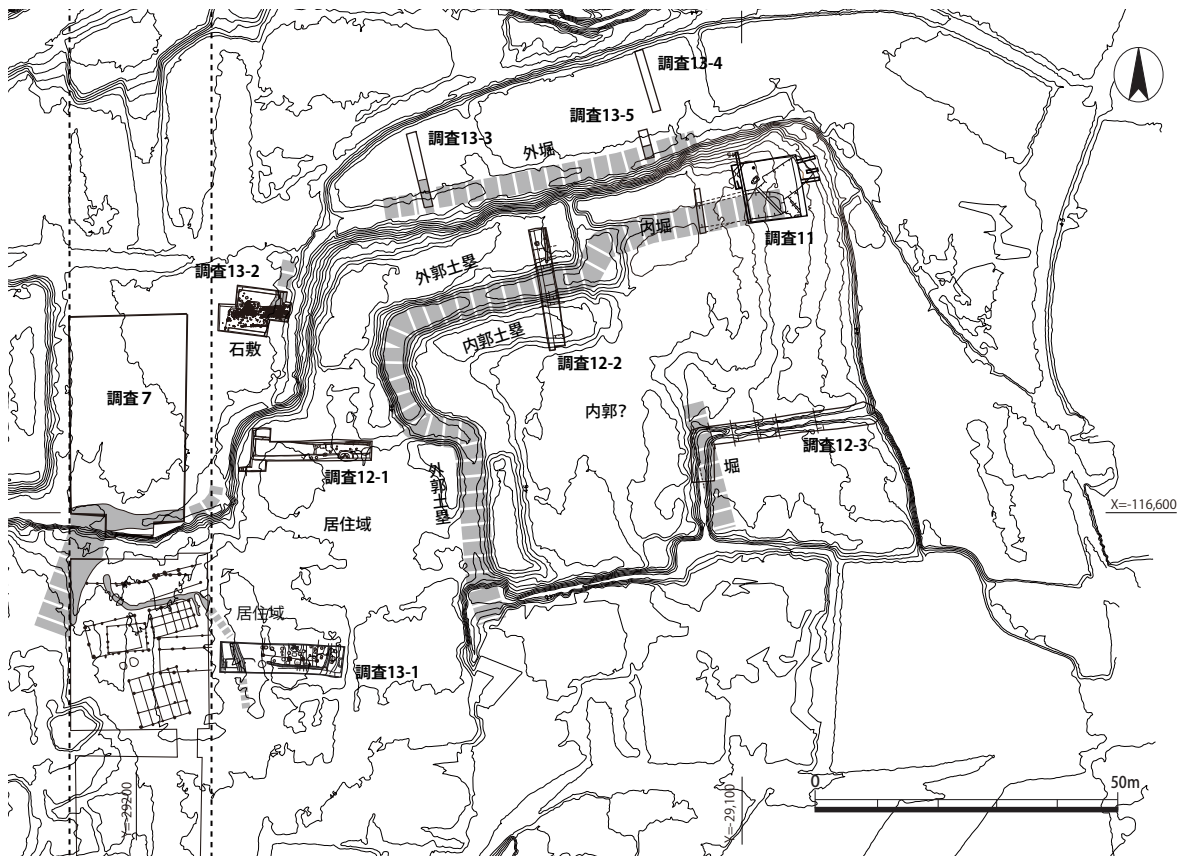 調査13-4
調査13-5
調査13-3
外堀
内堀
調査11
調査13-2
外郭土塁
石敷
内郭土塁
調査12-2
調査7
内郭?
調査12-3
調査12-1
外郭土塁
堀
居住域
X=-116,600
居住域
調査13-1
0
50m
Y=-29200
Y=-29,100